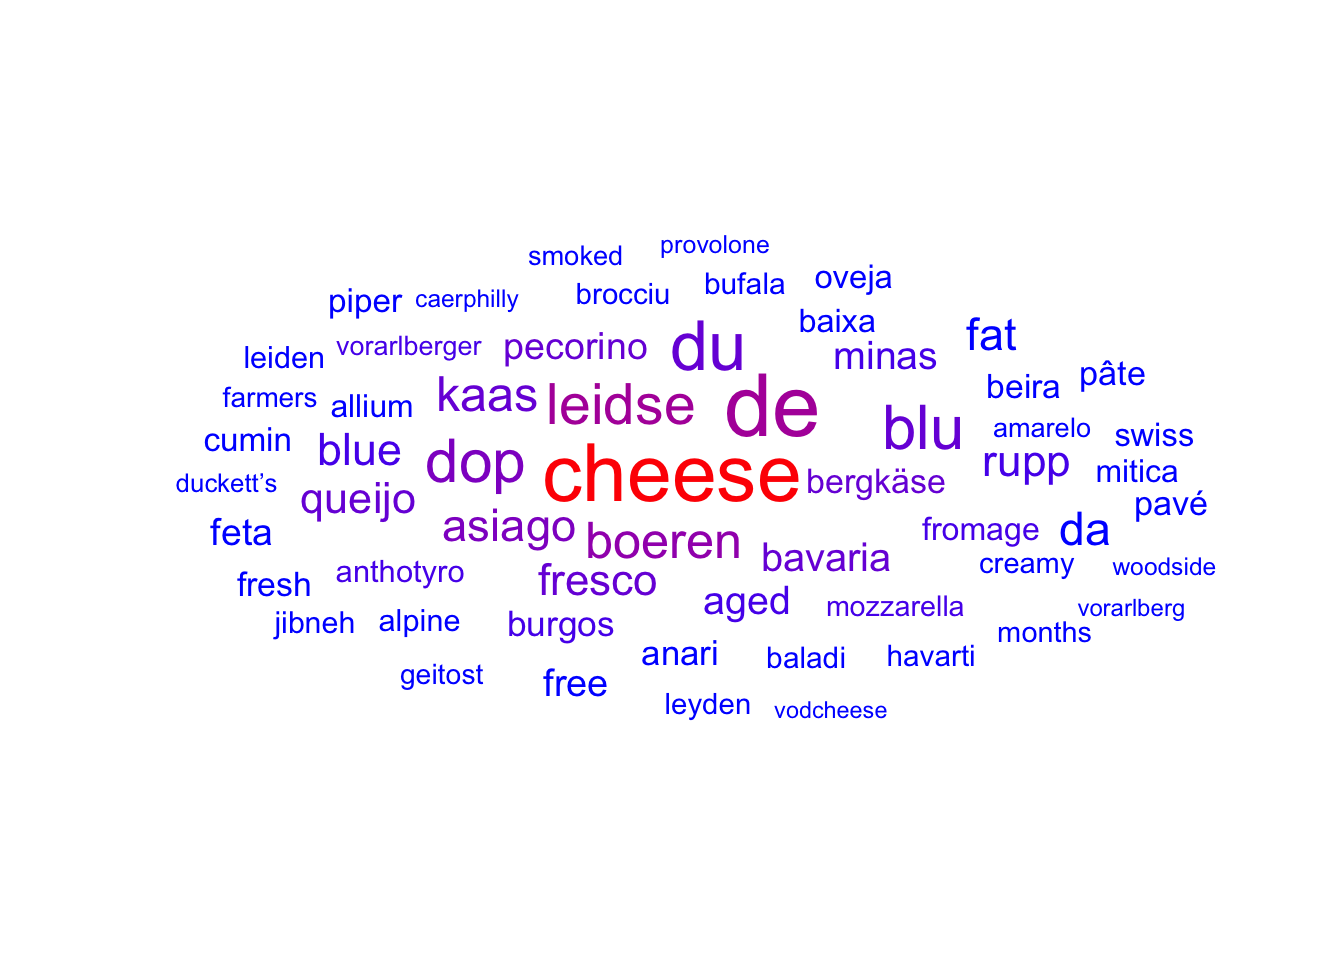 provolone
smoked
oveja
bufala
brocciu
piper
caerphilly
baixa
fat
du
minas
pecorino
vorarlberger
leiden
pâte
beira
kaas
farmers
allium
leidse
de
blu
amarelo
swiss
cumin
blue
dop
rupp
mitica
cheese
bergkäse
duckett’s
queijo
pavé
asiago
fromage
da
feta
boeren
bavaria
creamy
woodside
anthotyro
fresh
fresco
aged
mozzarella
vorarlberg
jibneh
alpine
burgos
months
anari
baladi
havarti
geitost
free
leyden
vodcheese